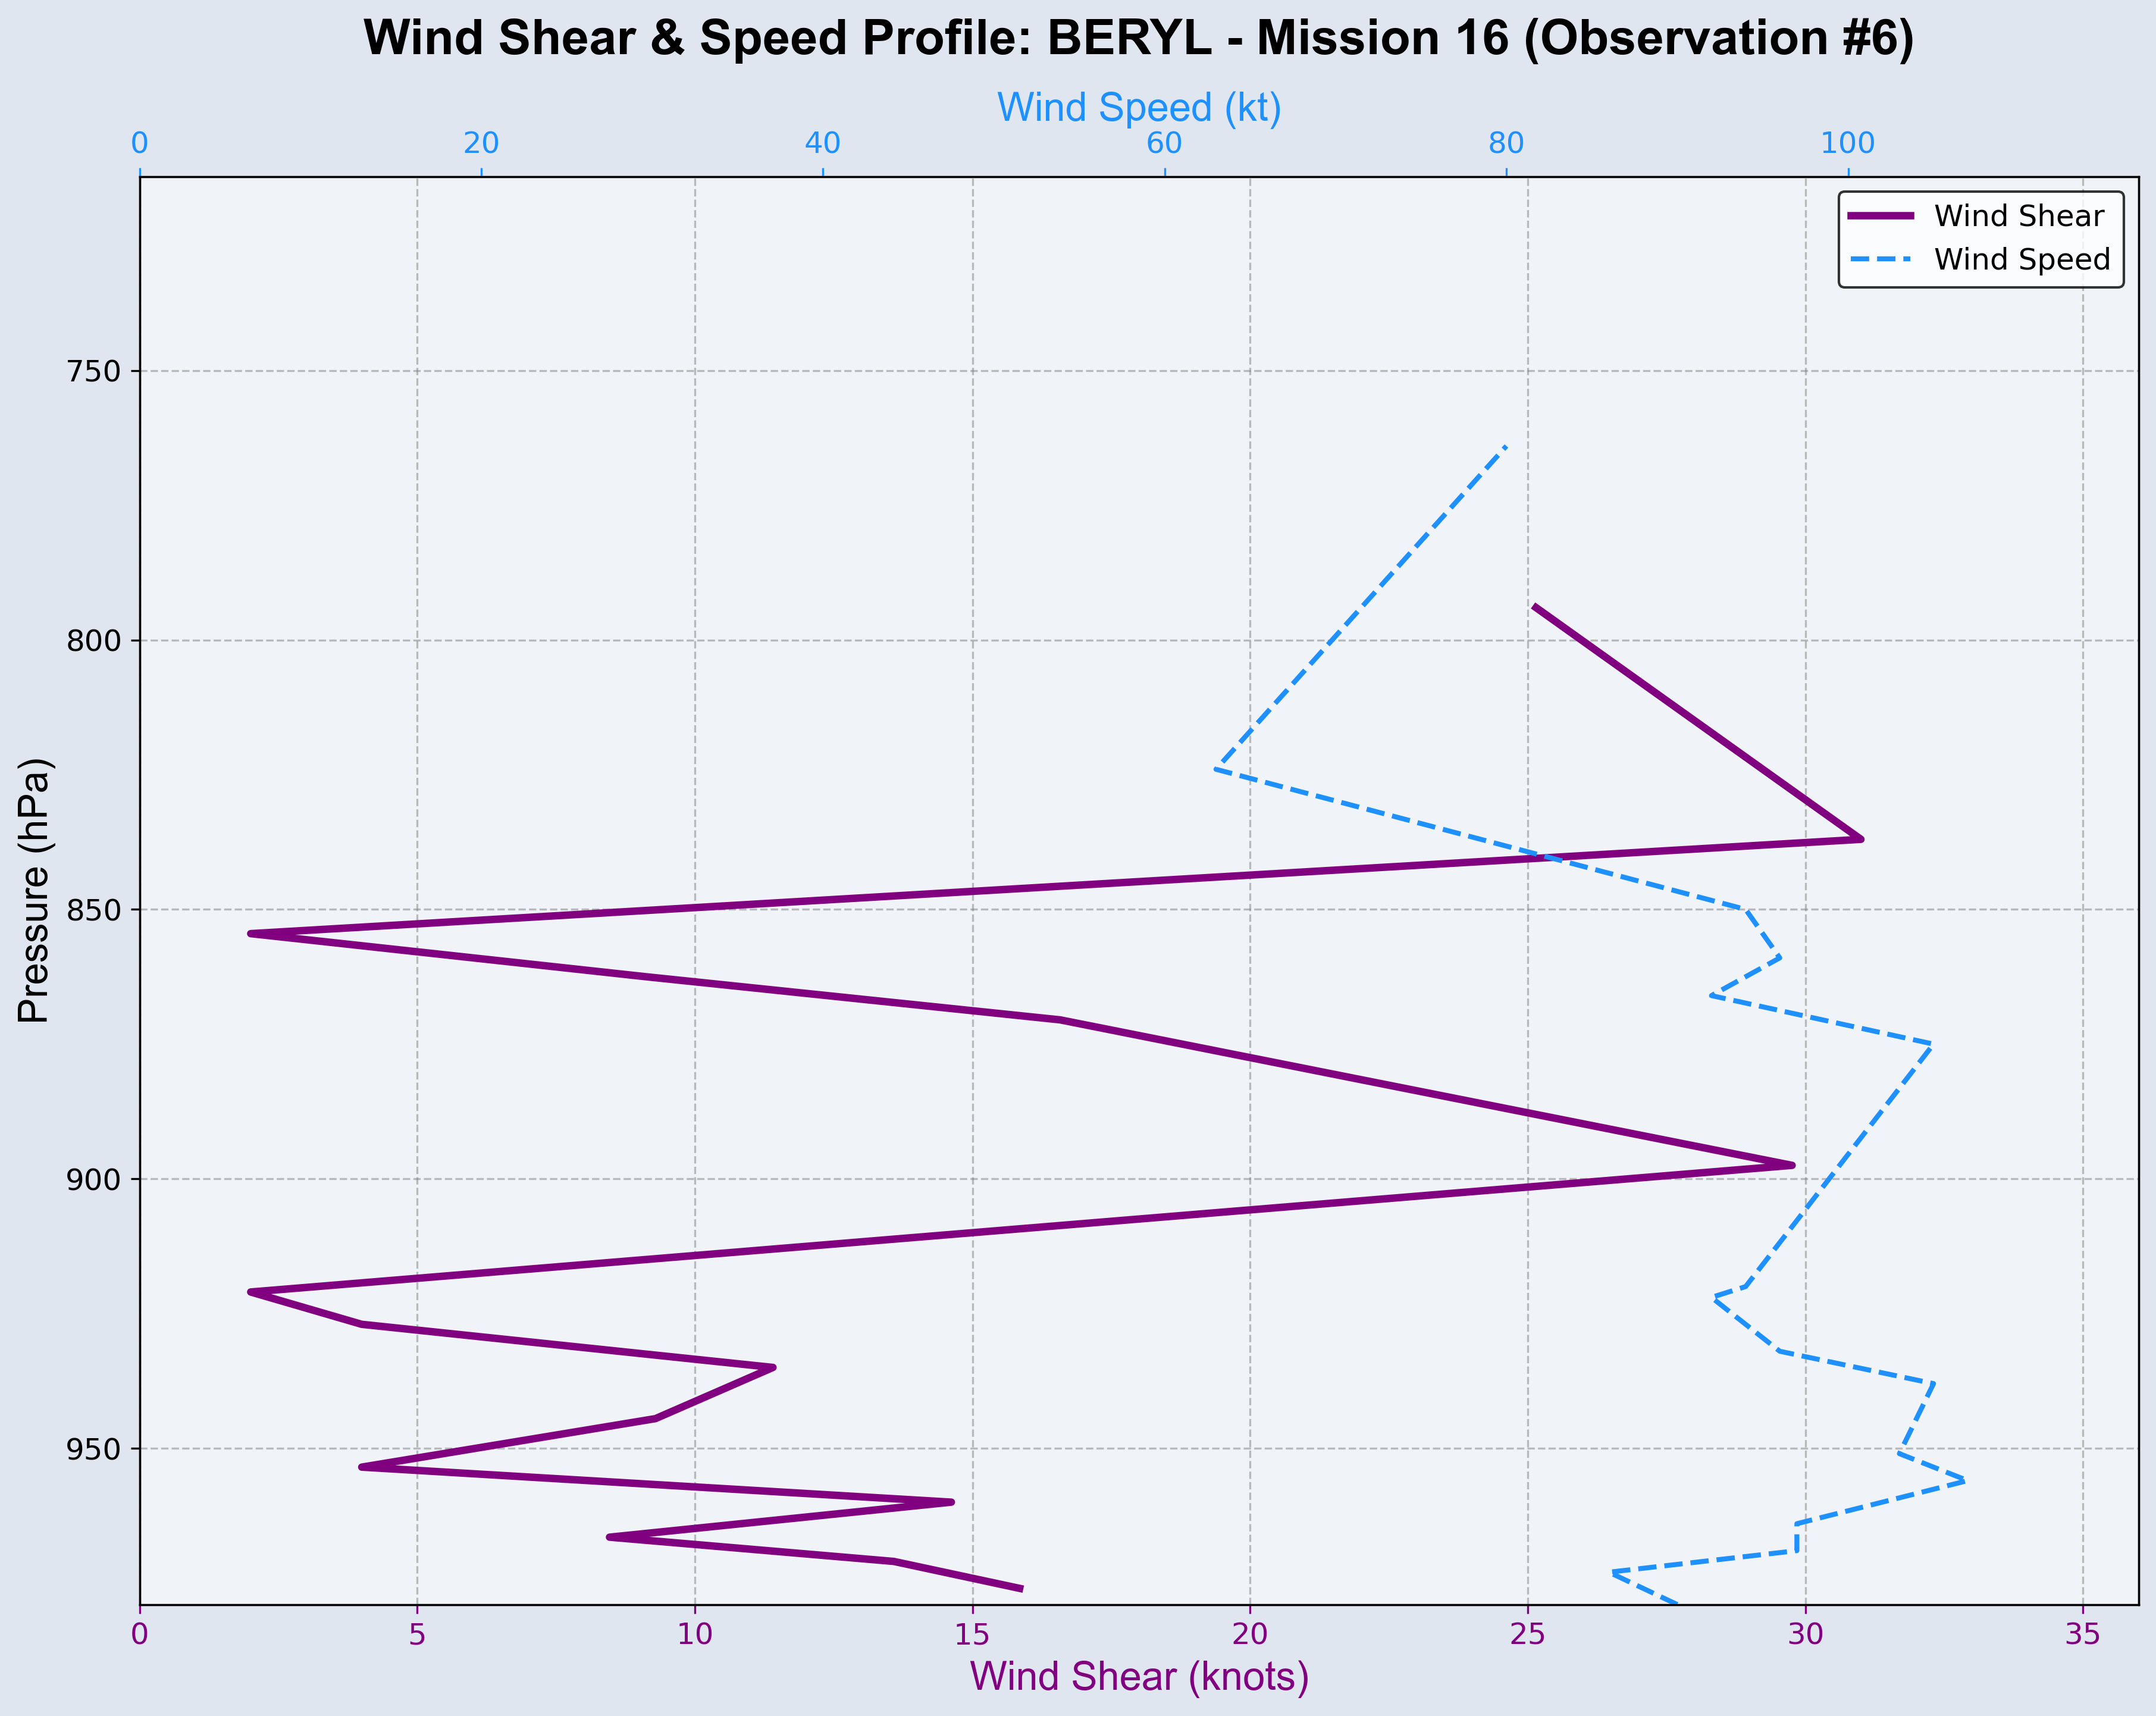 Wind Shear & Speed Profile: BERYL - Mission 16 (Observation #6)
Wind Speed (kt)
0 20 40 60 80 100
Wind Shear
Wind Speed
750
800
850
900
950
Pressure (hPa)
0 5 10 15 20 25 30 35
Wind Shear (knots)